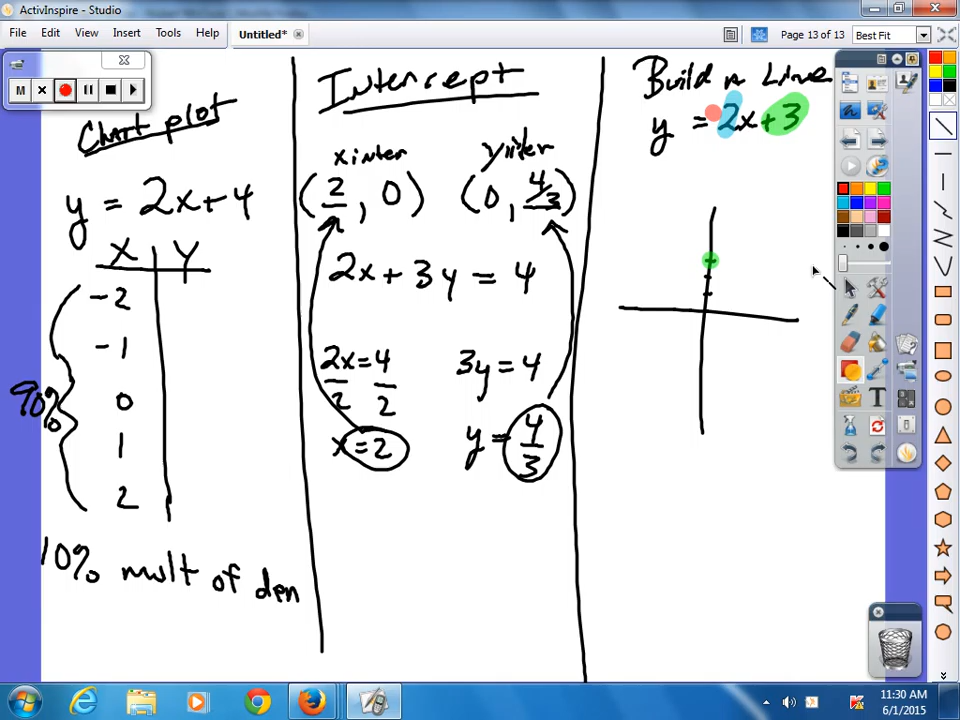 ActivInspire - Studio
File Edit View Insert Tools Help Untitled* Page 13 of 13 Best Fit
M
Chart plot
y = 2x+4
X Y
-2
-1
0
1
2
90%
10% mult of den
Intercept
xinter yinter
(2, 0) (0, 4/3)
2x + 3y = 4
2x = 4 3y = 4
2 2
x = 2 y = 4/3
Build n Line
y = 2x + 3
T
11:30 AM
6/1/2015